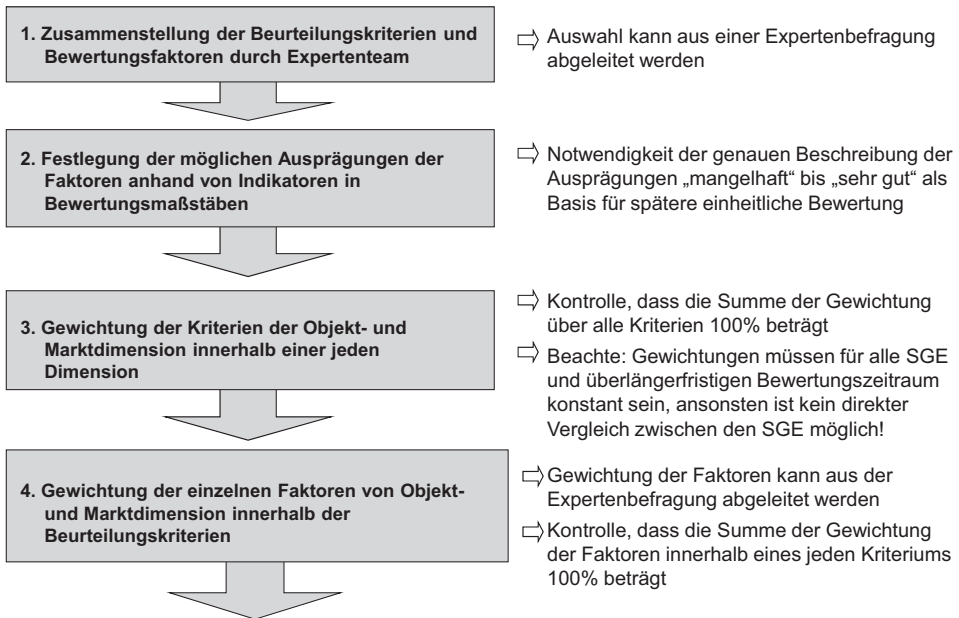 1. Zusammenstellung der Beurteilungskriterien und
Bewertungsfaktoren durch Expertenteam
Auswahl kann aus einer Expertenbefragung
abgeleitet werden
2. Festlegung der möglichen Ausprägungen der
Faktoren anhand von Indikatoren in
Bewertungsmaßstäben
Notwendigkeit der genauen Beschreibung der
Ausprägungen „mangelhaft“ bis „sehr gut“ als
Basis für spätere einheitliche Bewertung
3. Gewichtung der Kriterien der Objekt- und
Marktdimension innerhalb einer jeden
Dimension
Kontrolle, dass die Summe der Gewichtung
über alle Kriterien 100% beträgt
Beachte: Gewichtungen müssen für alle SGE
und überlängerfristigen Bewertungszeitraum
konstant sein, ansonsten ist kein direkter
Vergleich zwischen den SGE möglich!
4. Gewichtung der einzelnen Faktoren von Objekt-
und Marktdimension innerhalb der
Beurteilungskriterien
Gewichtung der Faktoren kann aus der
Expertenbefragung abgeleitet werden
Kontrolle, dass die Summe der Gewichtung
der Faktoren innerhalb eines jeden Kriteriums
100% beträgt